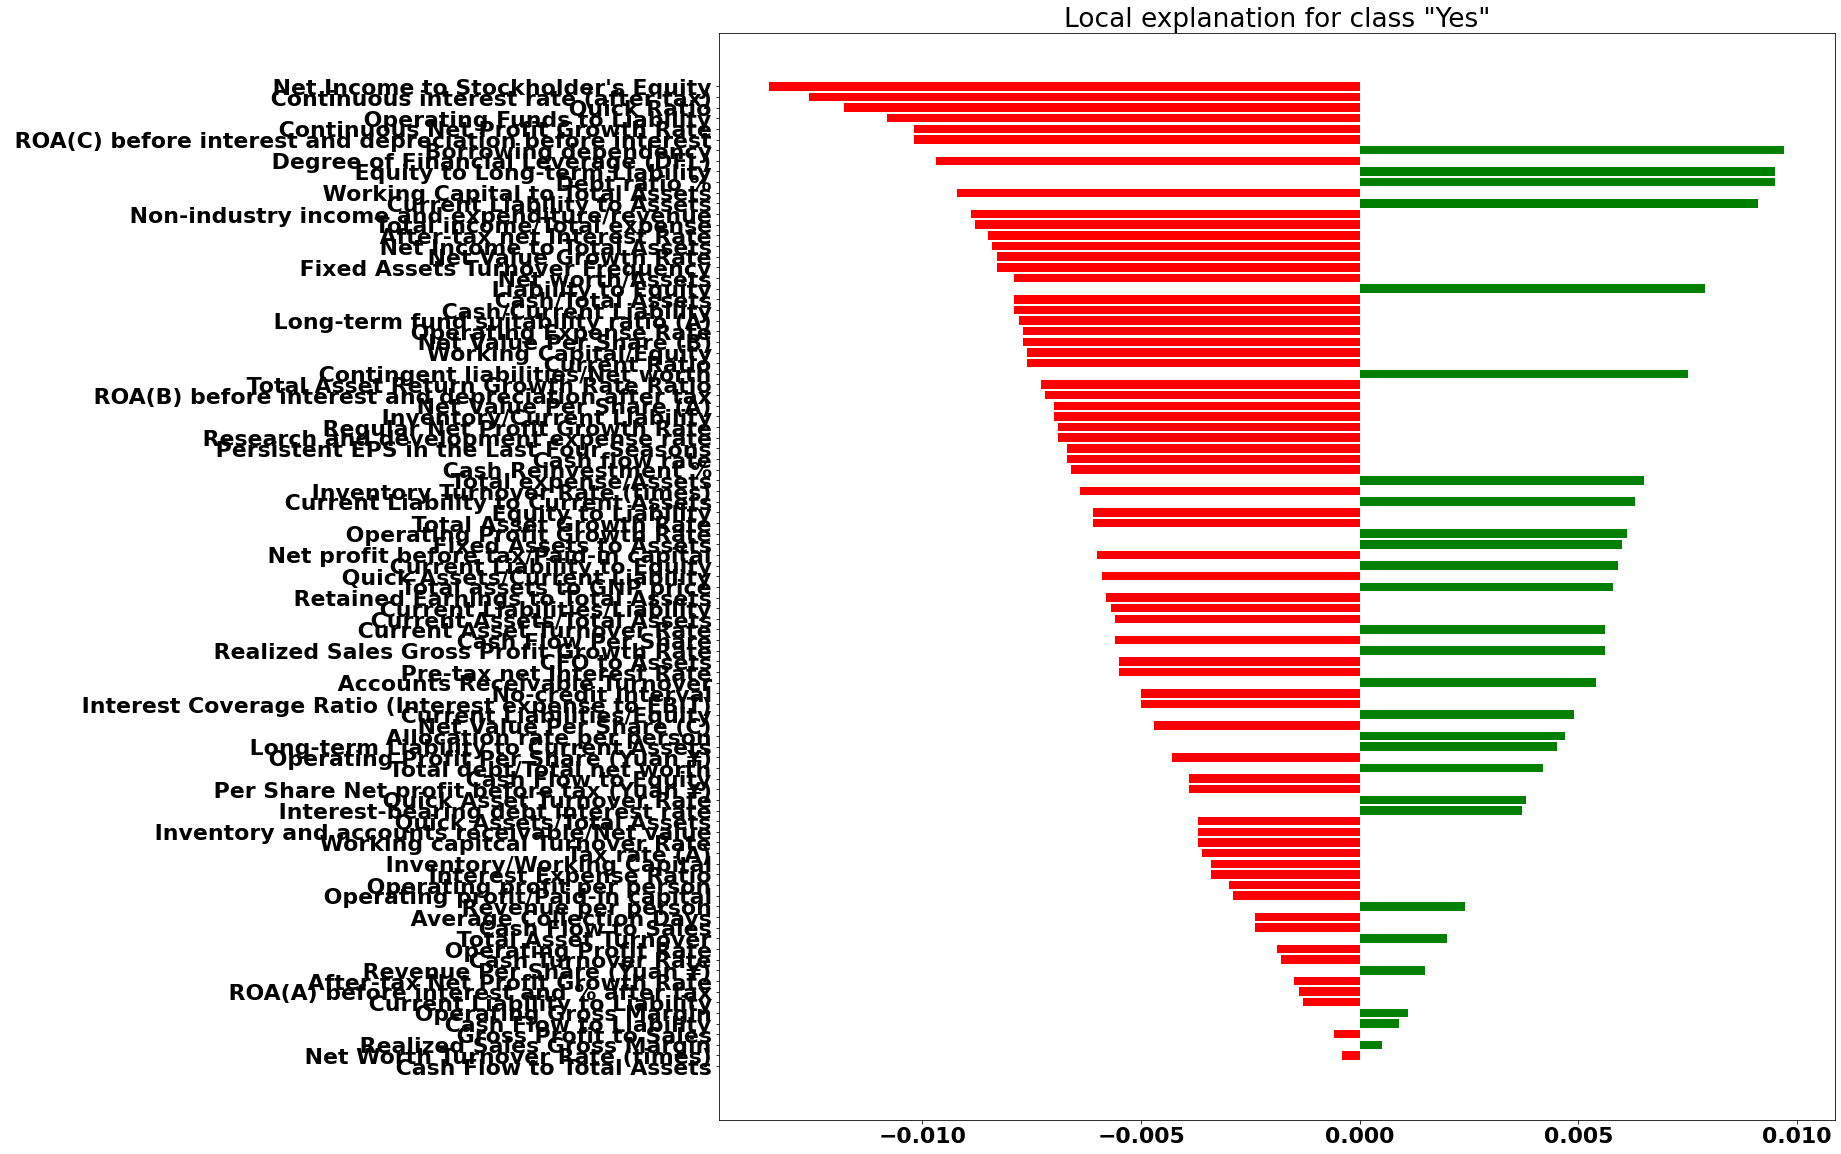 Local explanation for class "Yes"
Net Income to Stockholder's Equity
Continuous interest rate (after tax)
Quick Ratio
Operating Funds to Liability
Continuous Net Profit Growth Rate
ROA(C) before interest and depreciation before interest
Borrowing dependency
Degree of Financial Leverage (DFL)
Equity to Long-term Liability
Debt ratio %
Working Capital to Total Assets
Current Liability to Assets
Non-industry income and expenditure/revenue
Total income/Total expense
After-tax net Interest Rate
Net Income to Total Assets
Net Value Growth Rate
Fixed Assets Turnover Frequency
Net worth/Assets
Liability to Equity
Cash/Total Assets
Cash/Current Liability
Long-term fund suitability ratio (A)
Operating Expense Rate
Net Value Per Share (B)
Working Capital/Equity
Current Ratio
Contingent liabilities/Net worth
Total Asset Return Growth Rate Ratio
ROA(B) before interest and depreciation after tax
Net Value Per Share (A)
Inventory/Current Liability
Regular Net Profit Growth Rate
Research and development expense rate
Persistent EPS in the Last Four Seasons
Cash flow rate
Cash Reinvestment %
Total expense/Assets
Inventory Turnover Rate (times)
Current Liability to Current Assets
Equity to Liability
Total Asset Growth Rate
Operating Profit Growth Rate
Fixed Assets to Assets
Net profit before tax/Paid-in capital
Current Liability to Equity
Quick Assets/Current Liability
Total assets to GNP price
Retained Earnings to Total Assets
Current Liabilities/Liability
Current Assets/Total Assets
Current Asset Turnover Rate
Cash Flow Per Share
Realized Sales Gross Profit Growth Rate
CFO to Assets
Pre-tax net Interest Rate
Accounts Receivable Turnover
No-credit Interval
Interest Coverage Ratio (Interest expense to EBIT)
Current Liabilities/Equity
Net Value Per Share (C)
Allocation rate per person
Long-term Liability to Current Assets
Operating Profit Per Share (Yuan ¥)
Total debt/Total net worth
Cash Flow to Equity
Per Share Net profit before tax (Yuan ¥)
Quick Asset Turnover Rate
Interest-bearing debt interest rate
Quick Assets/Total Assets
Inventory and accounts receivable/Net value
Working capitcal Turnover Rate
Tax rate (A)
Inventory/Working Capital
Interest Expense Ratio
Operating profit per person
Operating profit/Paid-in capital
Revenue per person
Average Collection Days
Cash Flow to Sales
Total Asset Turnover
Operating Profit Rate
Cash Turnover Rate
Revenue Per Share (Yuan ¥)
After-tax Net Profit Growth Rate
ROA(A) before interest and % after tax
Current Liability to Liability
Operating Gross Margin
Cash Flow to Liability
Gross Profit to Sales
Realized Sales Gross Margin
Net Worth Turnover Rate (times)
Cash Flow to Total Assets
−0.010 −0.005 0.000 0.005 0.010